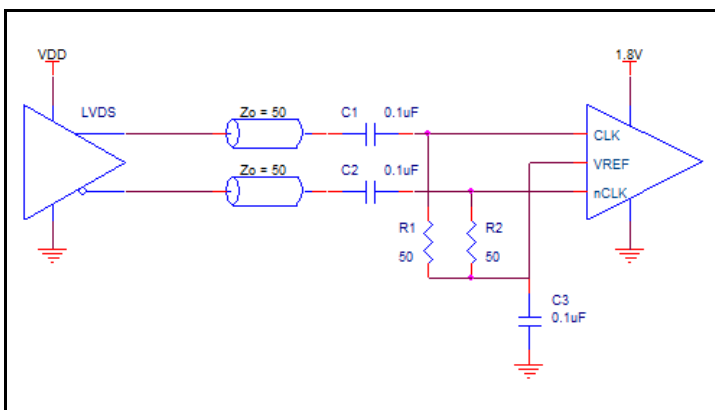 VDD
1.8V
LVDS
Zo = 50
C1
0.1uF
CLK
Zo = 50
C2
0.1uF
VREF
nCLK
R1
50
R2
50
C3
0.1uF